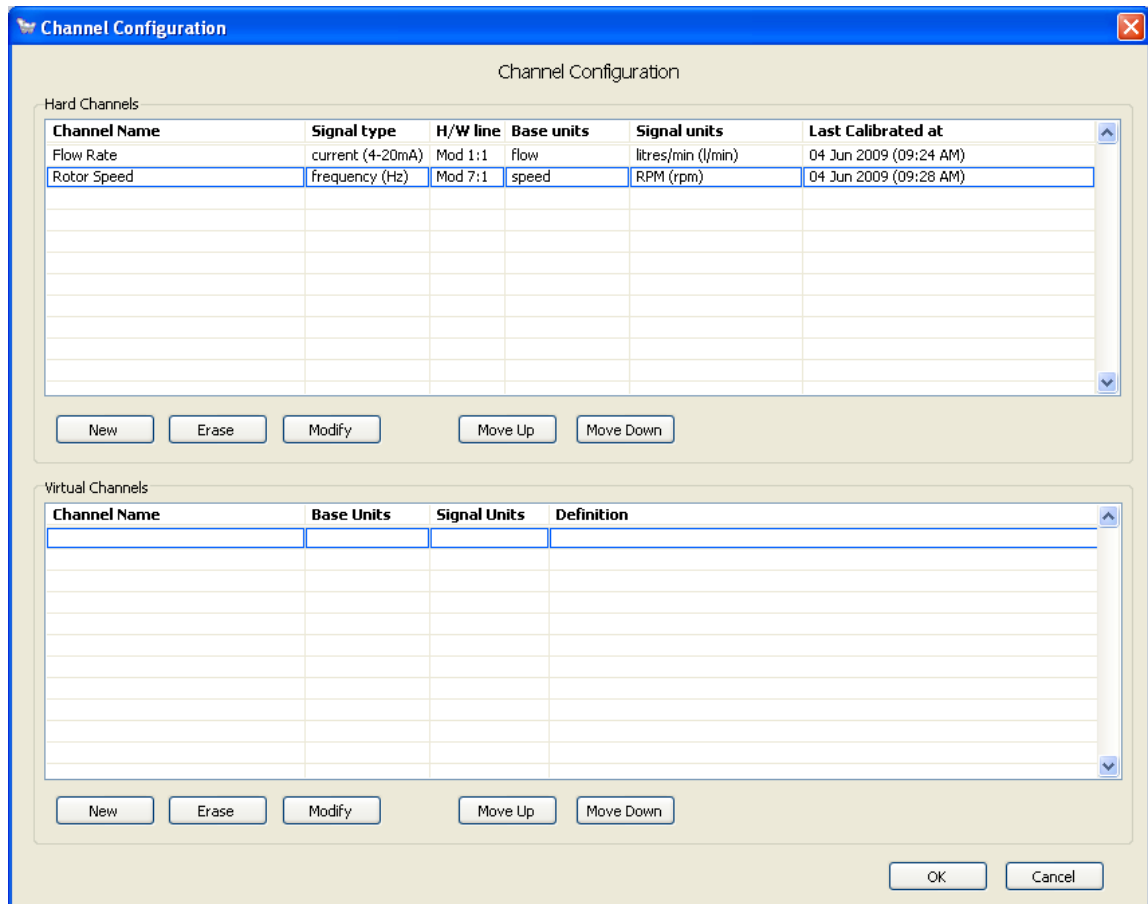 Channel Configuration
Channel Configuration
Hard Channels
Channel Name Signal type H/W line Base units Signal units Last Calibrated at
Flow Rate current (4-20mA) Mod 1:1 flow litres/min (l/min) 04 Jun 2009 (09:24 AM)
Rotor Speed frequency (Hz) Mod 7:1 speed RPM (rpm) 04 Jun 2009 (09:28 AM)
New Erase Modify Move Up Move Down
Virtual Channels
Channel Name Base Units Signal Units Definition
New Erase Modify Move Up Move Down
OK Cancel